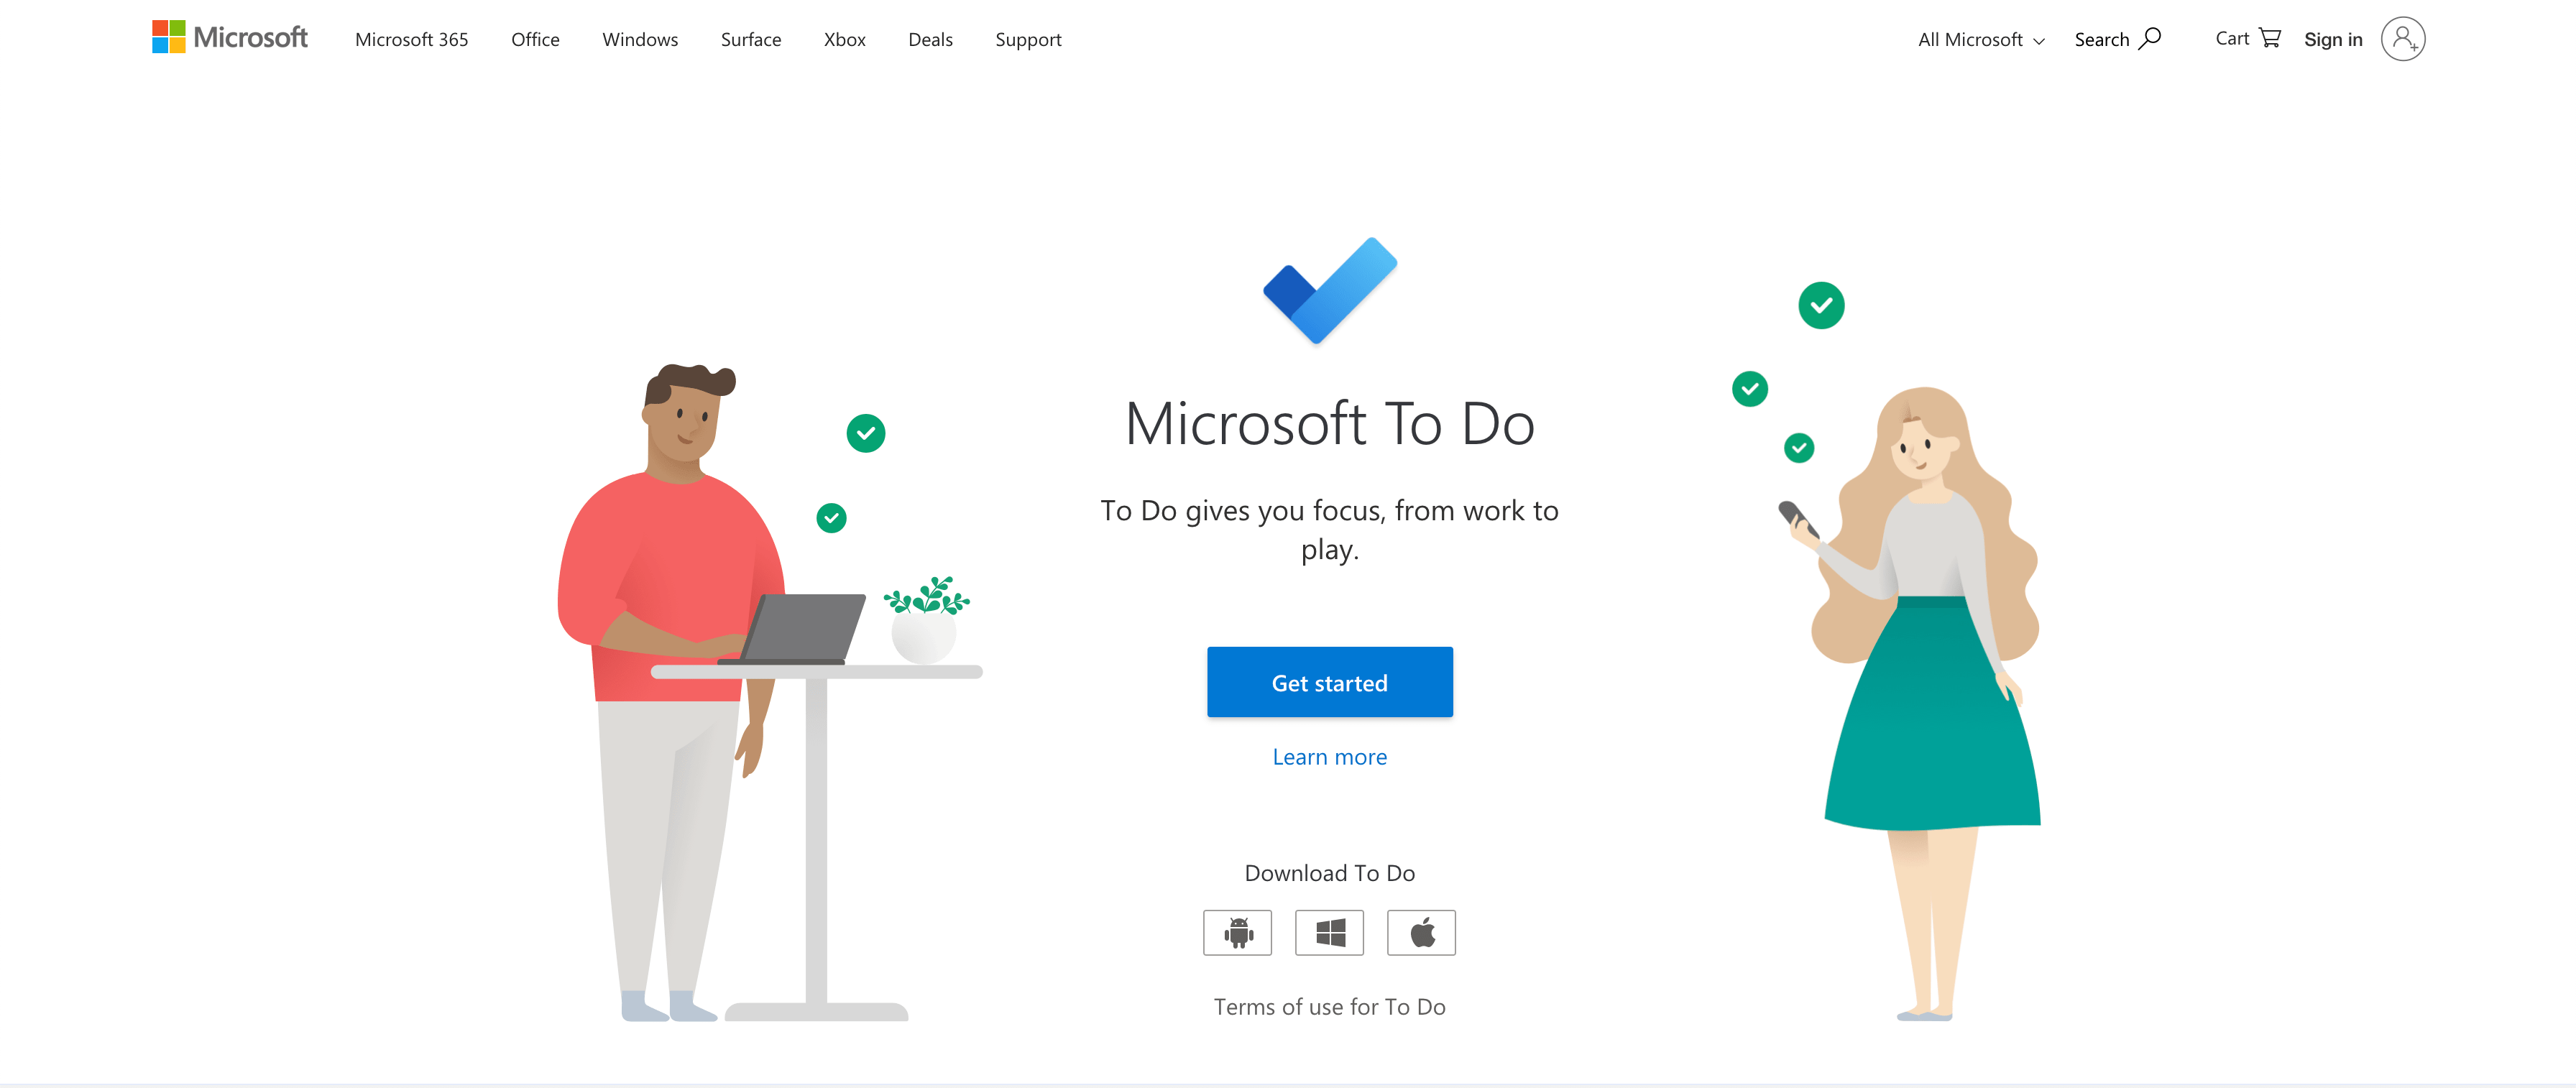 Microsoft
Microsoft 365 Office Windows Surface Xbox Deals Support
All Microsoft Search Cart Sign in
Microsoft To Do
To Do gives you focus, from work to
play.
Get started
Learn more
Download To Do
Terms of use for To Do